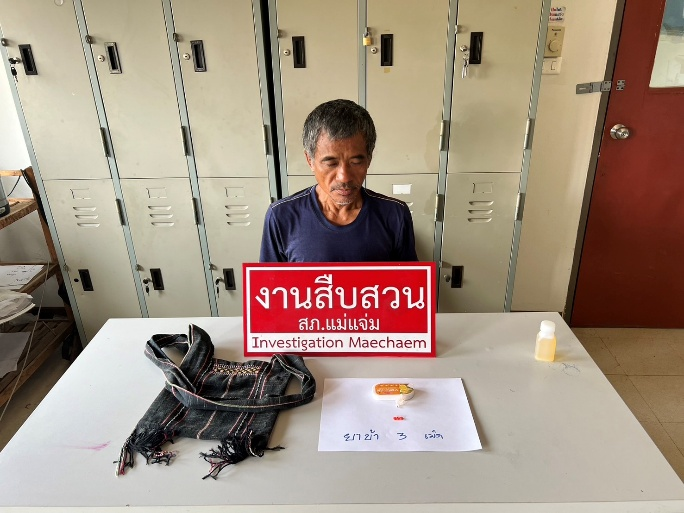 งานสืบสวน
สภ.แม่แจ่ม
Investigation Maechaem
ยาบ้า 3 เม็ด